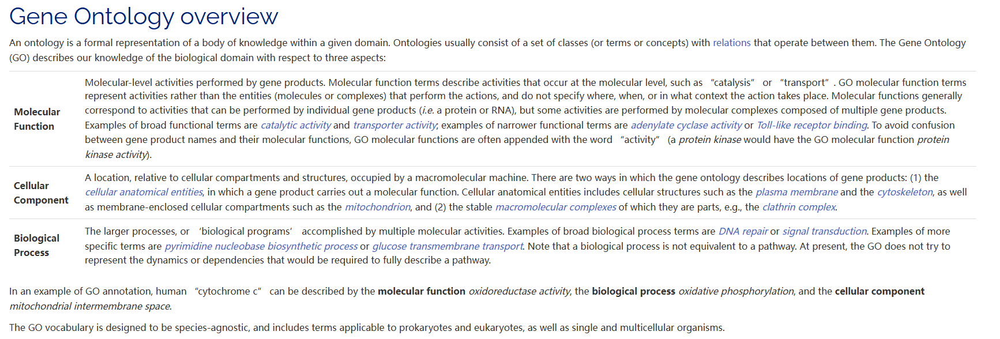 Gene Ontology overview
An ontology is a formal representation of a body of knowledge within a given domain. Ontologies usually consist of a set of classes (or terms or concepts) with relations that operate between them. The Gene Ontology
(GO) describes our knowledge of the biological domain with respect to three aspects:
Molecular
Function
Molecular-level activities performed by gene products. Molecular function terms describe activities that occur at the molecular level, such as “catalysis” or “transport”. GO molecular function terms
represent activities rather than the entities (molecules or complexes) that perform the actions, and do not specify where, when, or in what context the action takes place. Molecular functions generally
correspond to activities that can be performed by individual gene products (i.e. a protein or RNA), but some activities are performed by molecular complexes composed of multiple gene products.
Examples of broad functional terms are catalytic activity and transporter activity; examples of narrower functional terms are adenylate cyclase activity or Toll-like receptor binding. To avoid confusion
between gene product names and their molecular functions, GO molecular functions are often appended with the word “activity” (a protein kinase would have the GO molecular function protein
kinase activity).
Cellular
Component
A location, relative to cellular compartments and structures, occupied by a macromolecular machine. There are two ways in which the gene ontology describes locations of gene products: (1) the
cellular anatomical entities, in which a gene product carries out a molecular function. Cellular anatomical entities includes cellular structures such as the plasma membrane and the cytoskeleton, as well
as membrane-enclosed cellular compartments such as the mitochondrion, and (2) the stable macromolecular complexes of which they are parts, e.g., the clathrin complex.
Biological
Process
The larger processes, or ‘biological programs’ accomplished by multiple molecular activities. Examples of broad biological process terms are DNA repair or signal transduction. Examples of more
specific terms are pyrimidine nucleobase biosynthetic process or glucose transmembrane transport. Note that a biological process is not equivalent to a pathway. At present, the GO does not try to
represent the dynamics or dependencies that would be required to fully describe a pathway.
In an example of GO annotation, human “cytochrome c” can be described by the molecular function oxidoreductase activity, the biological process oxidative phosphorylation, and the cellular component
mitochondrial intermembrane space.
The GO vocabulary is designed to be species-agnostic, and includes terms applicable to prokaryotes and eukaryotes, as well as single and multicellular organisms.